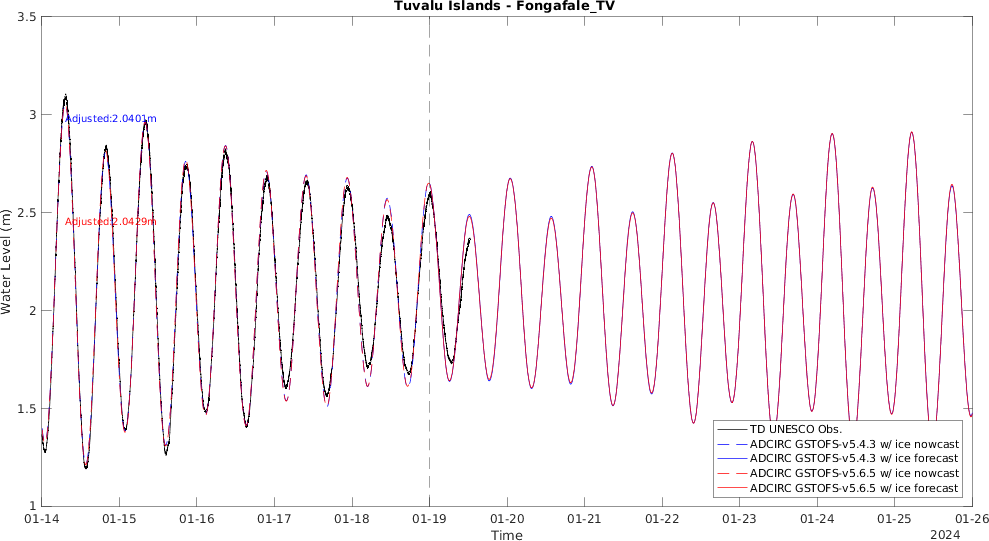 Tuvalu Islands - Fongafale_TV
3.5
3
2.5
2
1.5
1
Water Level (m)
Adjusted:2.0401m
Adjusted:2.0429m
TD UNESCO Obs.
ADCIRC GSTOFS-v5.4.3 w/ ice nowcast
ADCIRC GSTOFS-v5.4.3 w/ ice forecast
ADCIRC GSTOFS-v5.6.5 w/ ice nowcast
ADCIRC GSTOFS-v5.6.5 w/ ice forecast
01-14 01-15 01-16 01-17 01-18 01-19 01-20 01-21 01-22 01-23 01-24 01-25 01-26
Time
2024